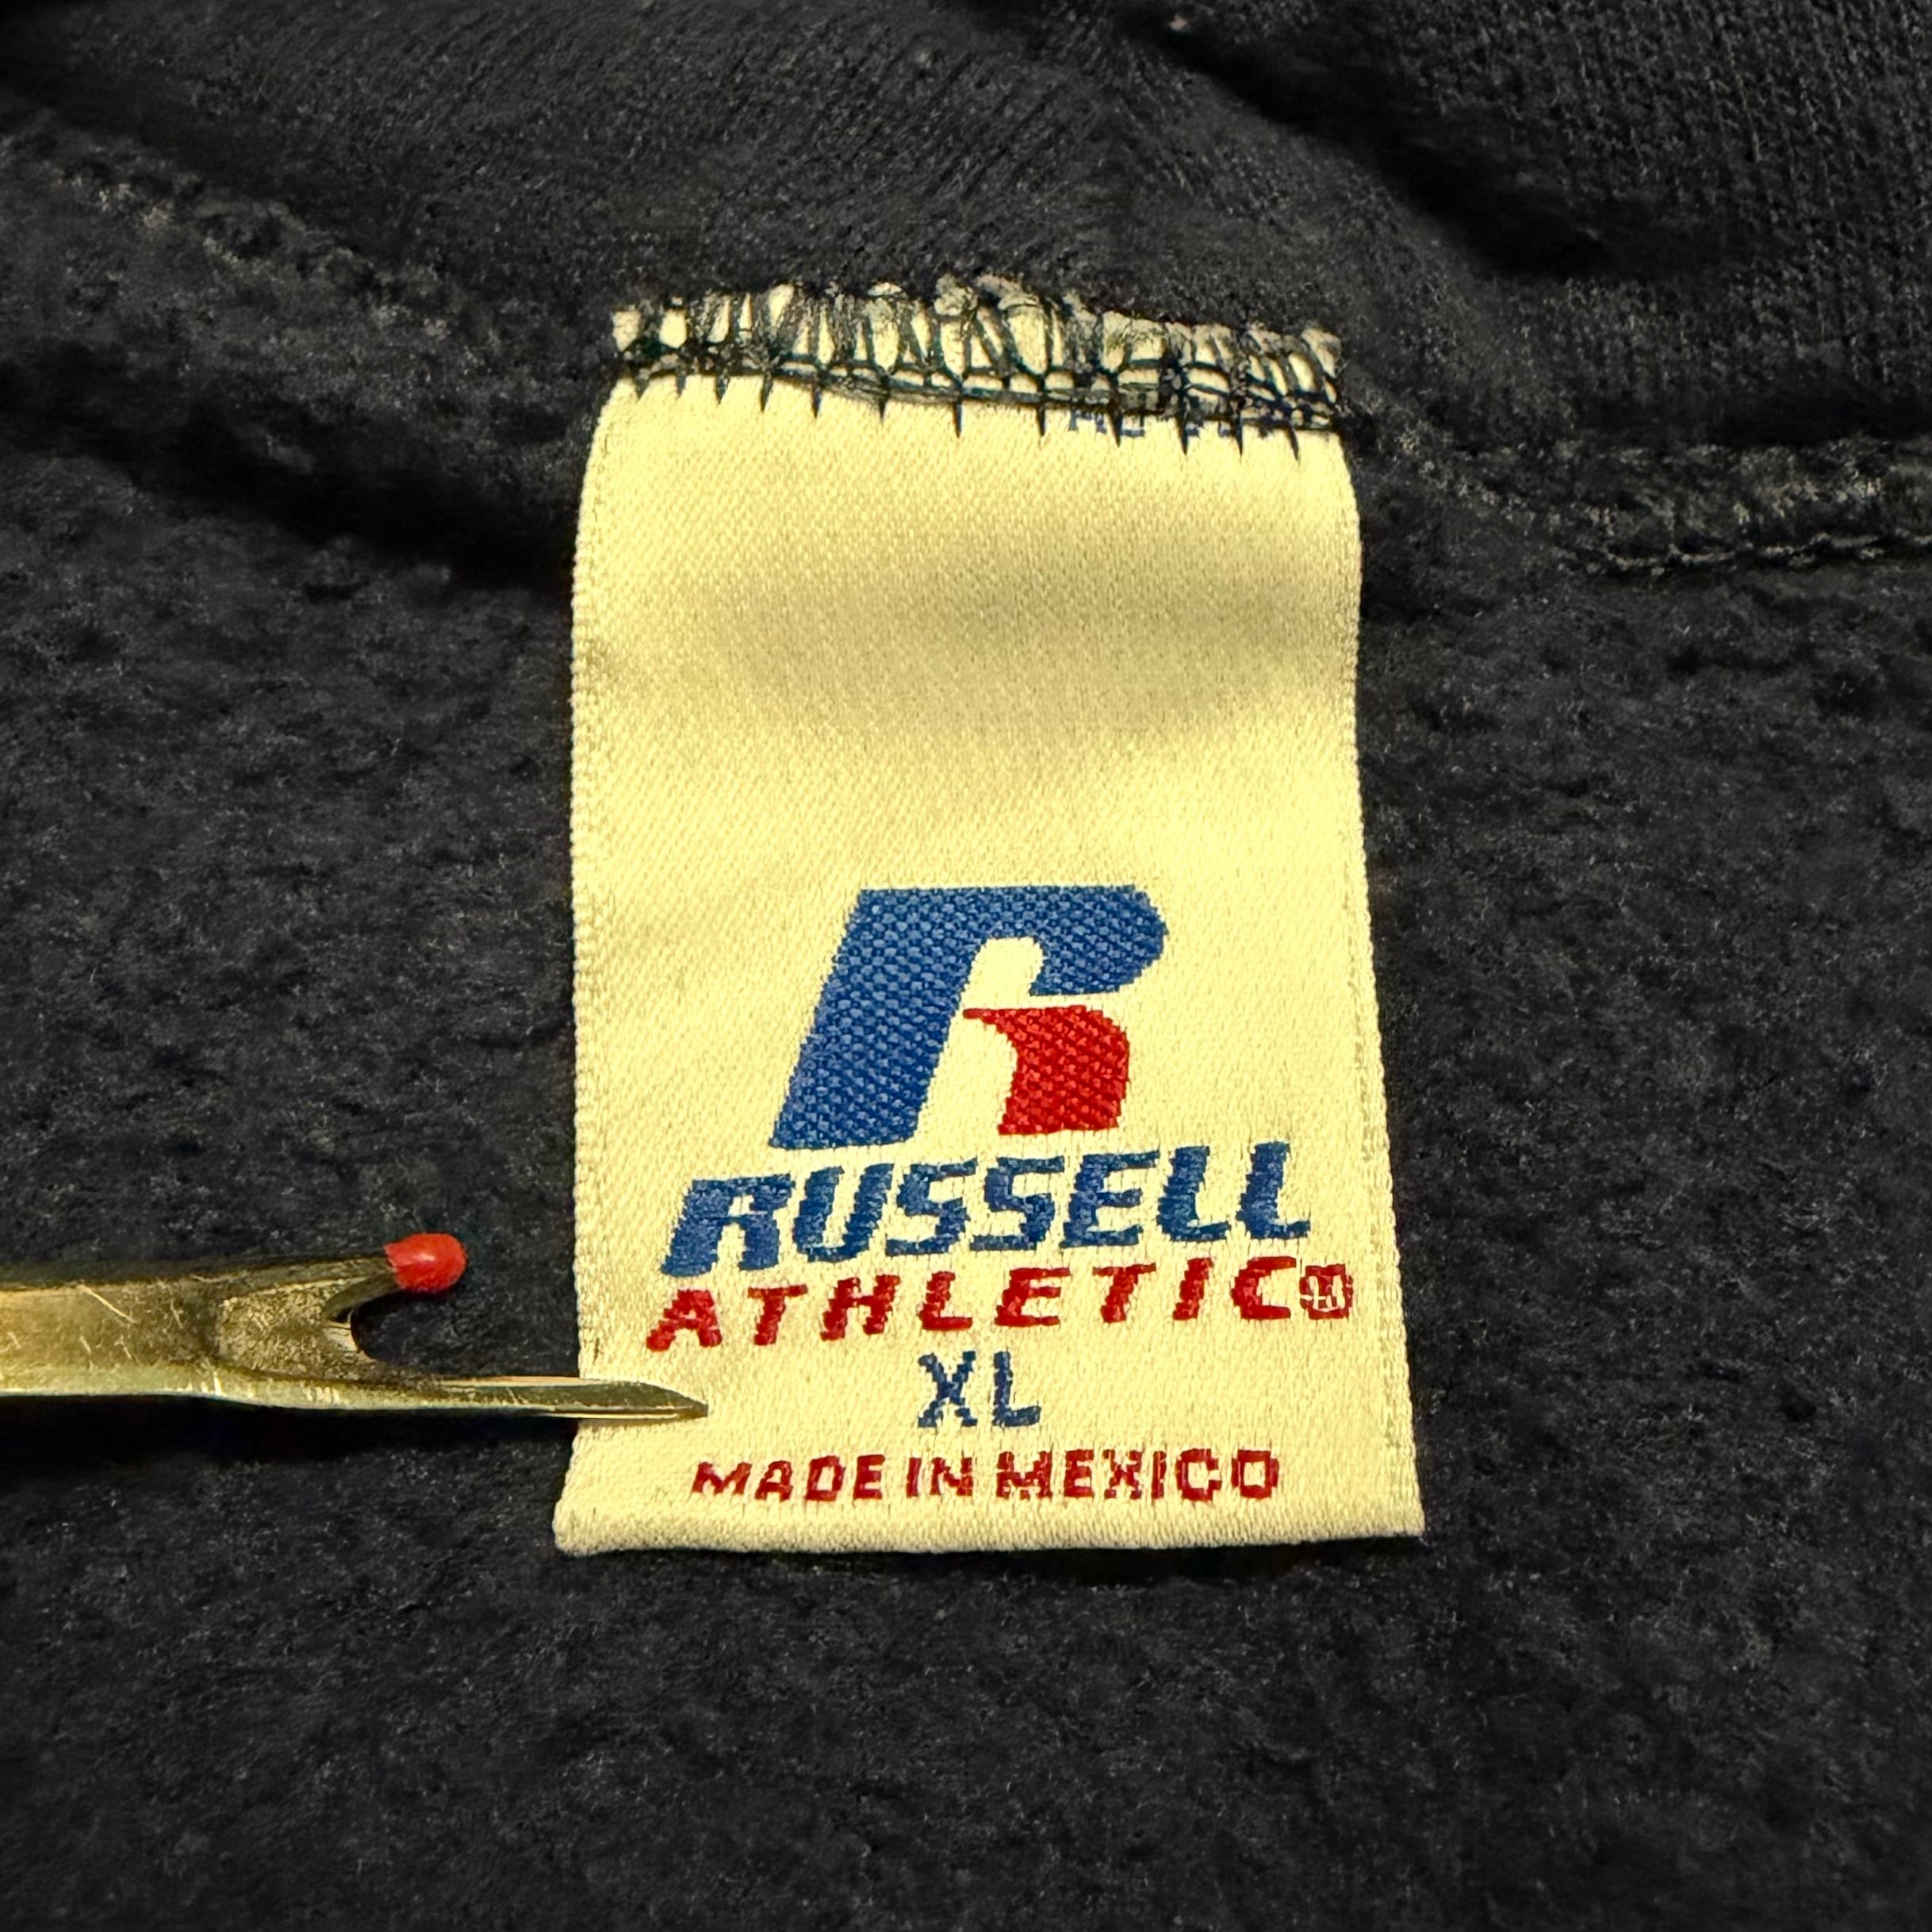 RUSSELL
ATHLETIC®
XL
MADE IN MEXICO